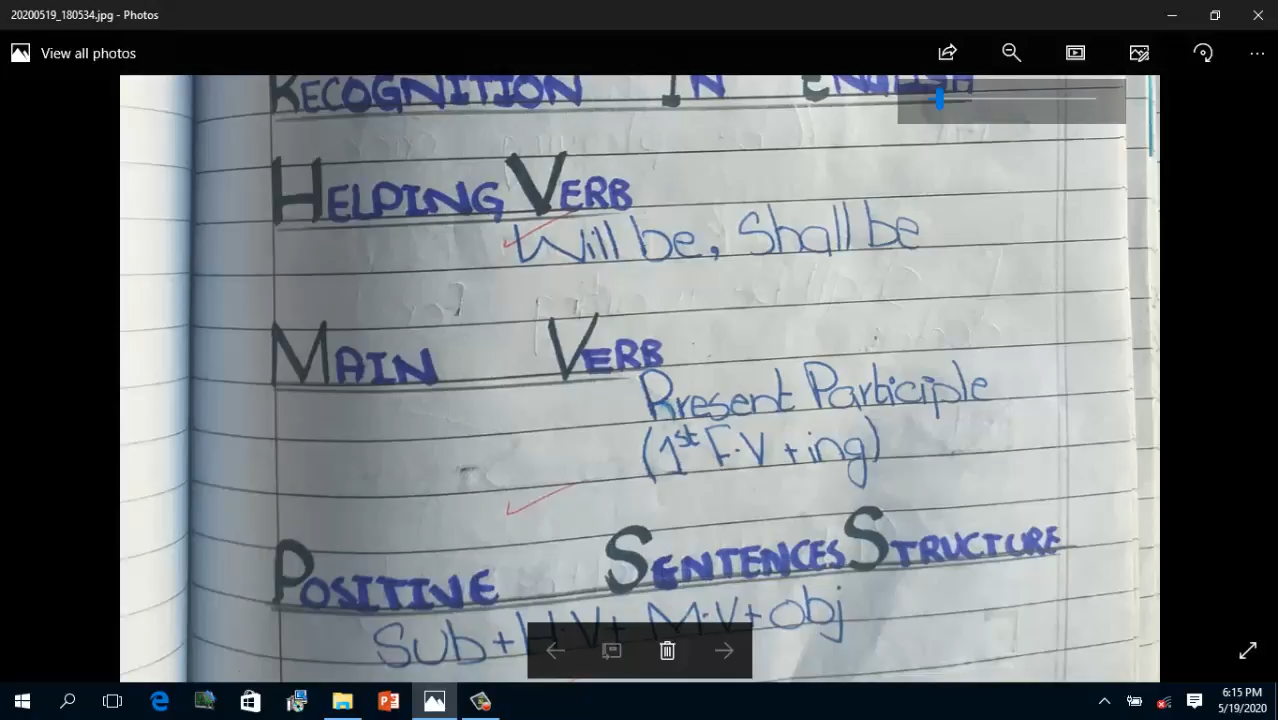 20200519_180534.jpg - Photos
View all photos
RECOGNITION IN ENGLISH
HELPING VERB
Will be, Shall be
MAIN VERB
Present Participle
(1st F.V + ing)
POSITIVE SENTENCES STRUCTURE
Sub + H.V + M.V + obj
6:15 PM
5/19/2020